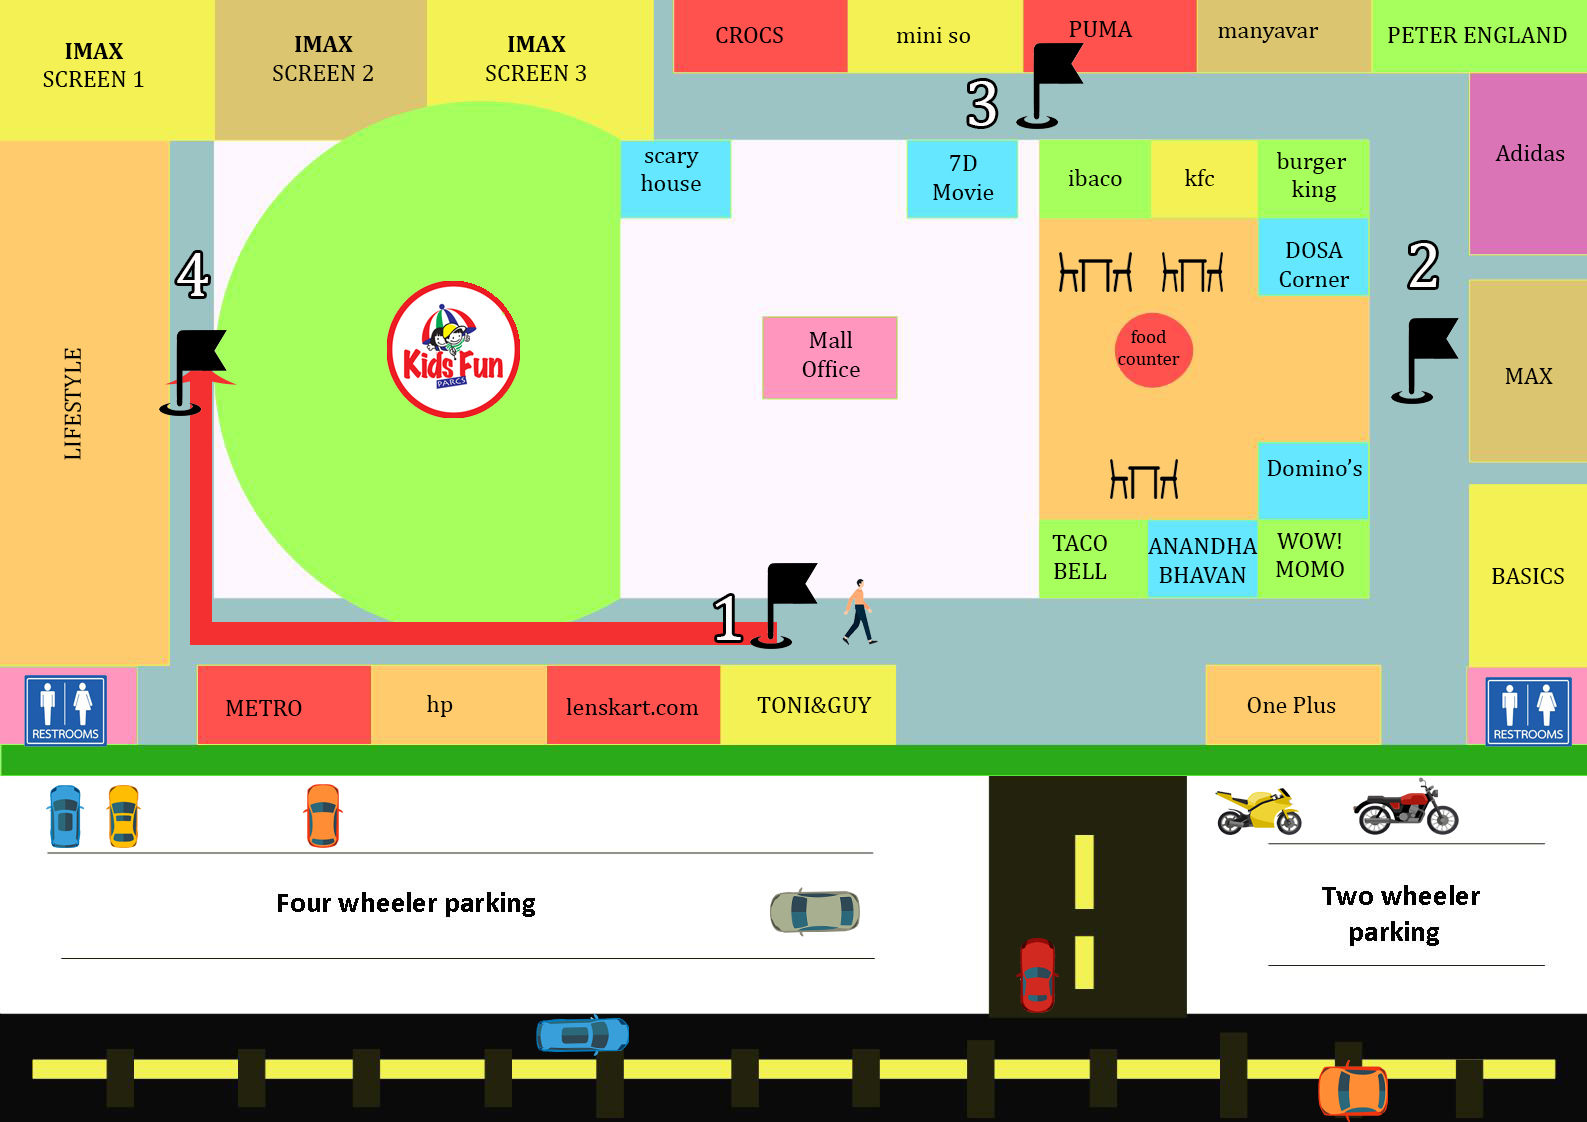 IMAX
SCREEN 1
IMAX
SCREEN 2
IMAX
SCREEN 3
CROCS
mini so
PUMA
manyavar
PETER ENGLAND
3
scary
house
7D
Movie
ibaco
kfc
burger
king
Adidas
4
DOSA
Corner
2
LIFESTYLE
Kids Fun
PARCS
Mall
Office
food
counter
MAX
Domino's
TACO
BELL
ANANDHA
BHAVAN
WOW!
MOMO
BASICS
1
RESTROOMS
METRO
hp
lenskart.com
TONI&GUY
One Plus
RESTROOMS
Four wheeler parking
Two wheeler
parking